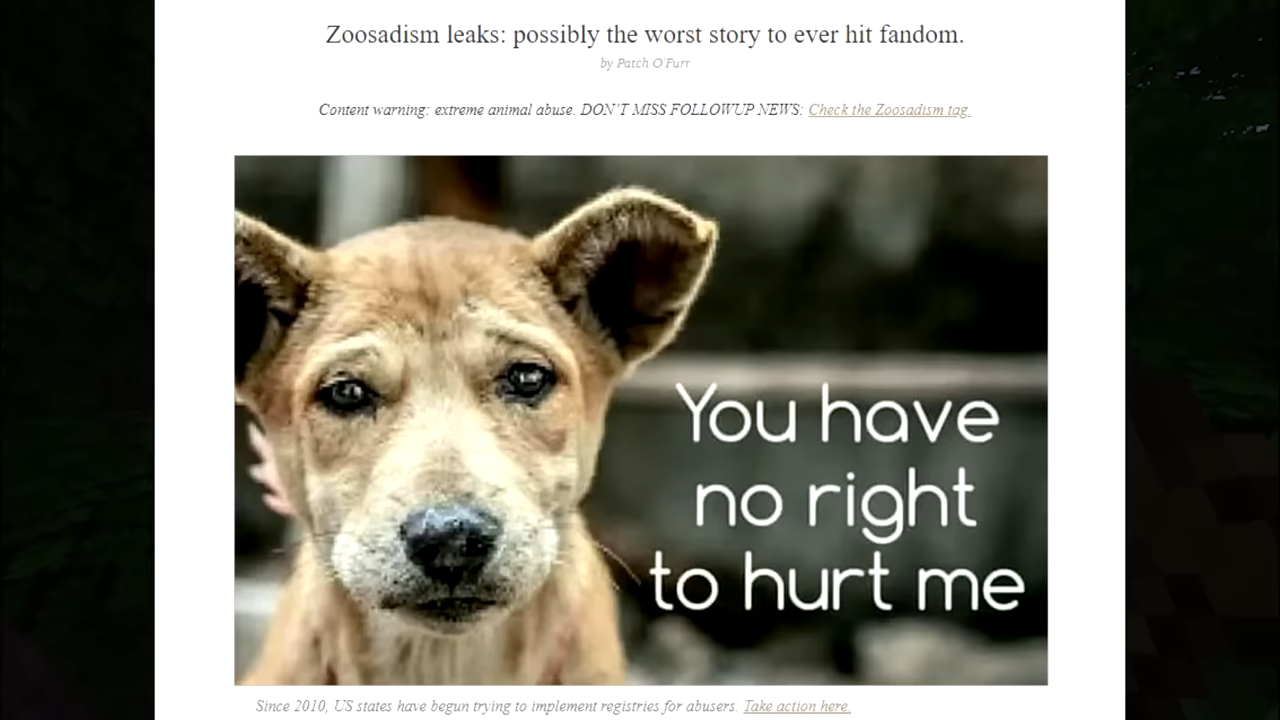 Zoosadism leaks: possibly the worst story to ever hit fandom.
by Patch O'Furr
Content warning: extreme animal abuse. DON'T MISS FOLLOWUP NEWS: Check the Zoosadism tag.
You have
no right
to hurt me
Since 2010, US states have begun trying to implement registries for abusers. Take action here.